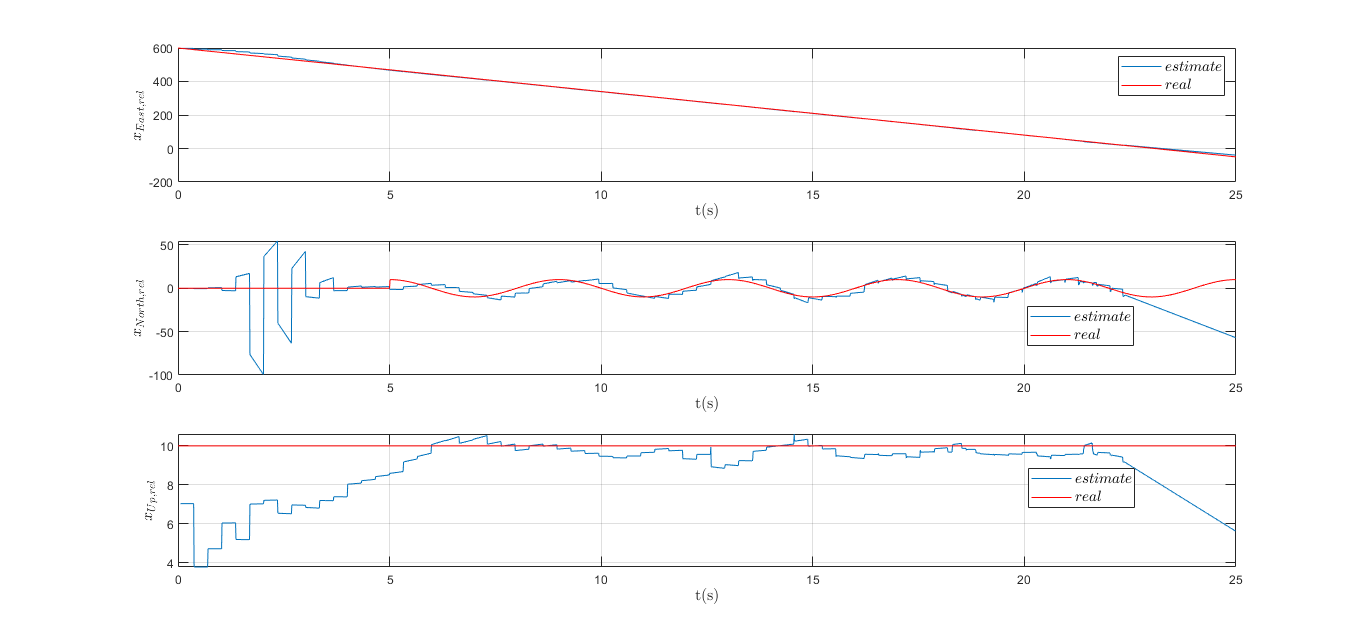 600
400
200
0
-200
x_{East,rel}
estimate
real
0 5 10 15 20 25
t(s)
50
0
-50
-100
x_{North,rel}
estimate
real
0 5 10 15 20 25
t(s)
10
8
6
4
x_{Up,rel}
estimate
real
0 5 10 15 20 25
t(s)